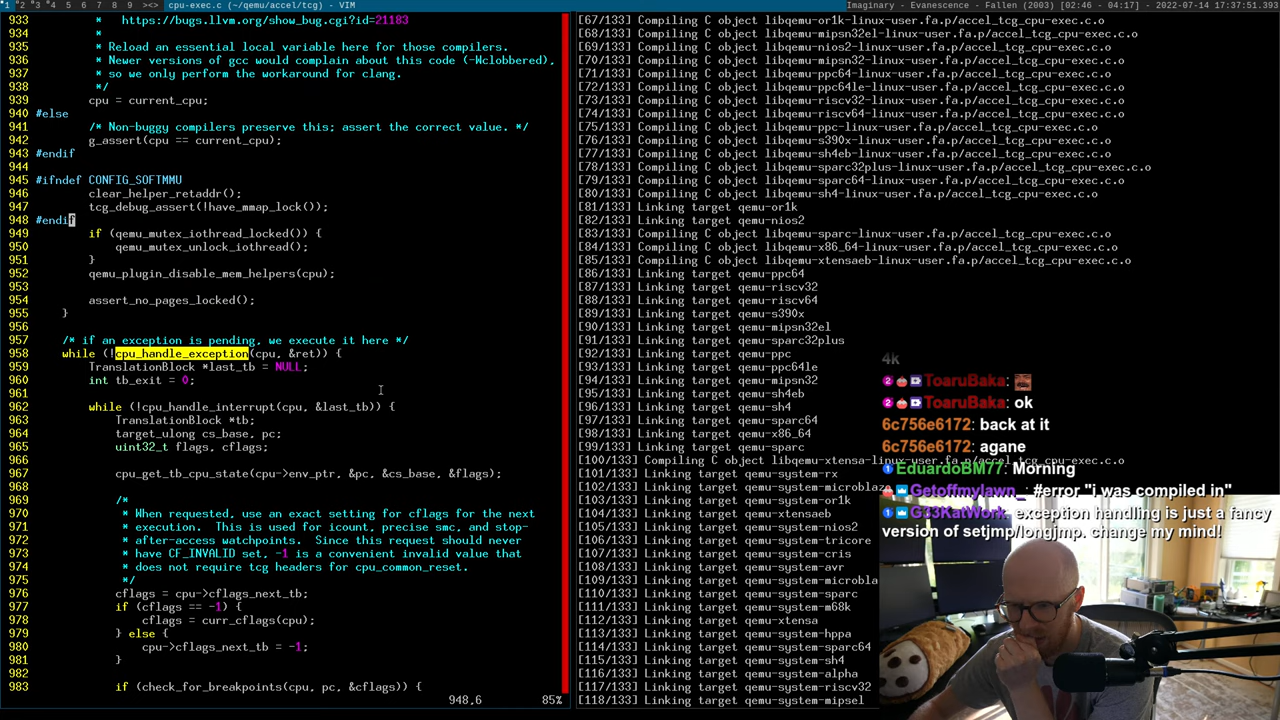 1 2 3 4 5 6 7 8 9 cpu-exec.c (~/qemu/accel/tcg) - VIM
Imaginary - Evanescence - Fallen (2003) [02:46 - 04:17] - 2022-07-14 17:37:51.393
933 * https://bugs.llvm.org/show_bug.cgi?id=21183
934 *
935 * Reload an essential local variable here for those compilers.
936 * Newer versions of gcc would complain about this code (-Wclobbered),
937 * so we only perform the workaround for clang.
938 */
939 cpu = current_cpu;
940 #else
941 /* Non-buggy compilers preserve this; assert the correct value. */
942 g_assert(cpu == current_cpu);
943 #endif
944
945 #ifndef CONFIG_SOFTMMU
946 clear_helper_retaddr();
947 tcg_debug_assert(!have_mmap_lock());
948 #endif
949 if (qemu_mutex_iothread_locked()) {
950 qemu_mutex_unlock_iothread();
951 }
952 qemu_plugin_disable_mem_helpers(cpu);
953
954 assert_no_pages_locked();
955 }
956
957 /* if an exception is pending, we execute it here */
958 while (!cpu_handle_exception(cpu, &ret)) {
959 TranslationBlock *last_tb = NULL;
960 int tb_exit = 0;
961
962 while (!cpu_handle_interrupt(cpu, &last_tb)) {
963 TranslationBlock *tb;
964 target_ulong cs_base, pc;
965 uint32_t flags, cflags;
966
967 cpu_get_tb_cpu_state(cpu->env_ptr, &pc, &cs_base, &flags);
968
969 /*
970 * When requested, use an exact setting for cflags for the next
971 * execution. This is used for icount, precise smc, and stop-
972 * after-access watchpoints. Since this request should never
973 * have CF_INVALID set, -1 is a convenient invalid value that
974 * does not require tcg headers for cpu_common_reset.
975 */
976 cflags = cpu->cflags_next_tb;
977 if (cflags == -1) {
978 cflags = curr_cflags(cpu);
979 } else {
980 cpu->cflags_next_tb = -1;
981 }
982
983 if (check_for_breakpoints(cpu, pc, &cflags)) {
948,6 85%
[67/133] Compiling C object libqemu-or1k-linux-user.fa.p/accel_tcg_cpu-exec.c.o
[68/133] Compiling C object libqemu-mipsn32el-linux-user.fa.p/accel_tcg_cpu-exec.c.o
[69/133] Compiling C object libqemu-nios2-linux-user.fa.p/accel_tcg_cpu-exec.c.o
[70/133] Compiling C object libqemu-mipsn32-linux-user.fa.p/accel_tcg_cpu-exec.c.o
[71/133] Compiling C object libqemu-ppc64-linux-user.fa.p/accel_tcg_cpu-exec.c.o
[72/133] Compiling C object libqemu-ppc64le-linux-user.fa.p/accel_tcg_cpu-exec.c.o
[73/133] Compiling C object libqemu-riscv32-linux-user.fa.p/accel_tcg_cpu-exec.c.o
[74/133] Compiling C object libqemu-riscv64-linux-user.fa.p/accel_tcg_cpu-exec.c.o
[75/133] Compiling C object libqemu-ppc-linux-user.fa.p/accel_tcg_cpu-exec.c.o
[76/133] Compiling C object libqemu-s390x-linux-user.fa.p/accel_tcg_cpu-exec.c.o
[77/133] Compiling C object libqemu-sh4eb-linux-user.fa.p/accel_tcg_cpu-exec.c.o
[78/133] Compiling C object libqemu-sparc32plus-linux-user.fa.p/accel_tcg_cpu-exec.c.o
[79/133] Compiling C object libqemu-sparc64-linux-user.fa.p/accel_tcg_cpu-exec.c.o
[80/133] Compiling C object libqemu-sh4-linux-user.fa.p/accel_tcg_cpu-exec.c.o
[81/133] Linking target qemu-or1k
[82/133] Linking target qemu-nios2
[83/133] Compiling C object libqemu-sparc-linux-user.fa.p/accel_tcg_cpu-exec.c.o
[84/133] Compiling C object libqemu-x86_64-linux-user.fa.p/accel_tcg_cpu-exec.c.o
[85/133] Compiling C object libqemu-xtensaeb-linux-user.fa.p/accel_tcg_cpu-exec.c.o
[86/133] Linking target qemu-ppc64
[87/133] Linking target qemu-riscv32
[88/133] Linking target qemu-riscv64
[89/133] Linking target qemu-s390x
[90/133] Linking target qemu-mipsn32el
[91/133] Linking target qemu-sparc32plus
[92/133] Linking target qemu-ppc
[93/133] Linking target qemu-ppc64le
[94/133] Linking target qemu-mipsn32
[95/133] Linking target qemu-sh4eb
[96/133] Linking target qemu-sh4
[97/133] Linking target qemu-sparc64
[98/133] Linking target qemu-x86_64
[99/133] Linking target qemu-sparc
[100/133] Compiling C object libqemu-xtensa-linux-user.fa.p/accel_tcg_cpu-exec.c.o
[101/133] Linking target qemu-system-rx
[102/133] Linking target qemu-system-microblaze
[103/133] Linking target qemu-system-or1k
[104/133] Linking target qemu-xtensaeb
[105/133] Linking target qemu-system-nios2
[106/133] Linking target qemu-system-tricore
[107/133] Linking target qemu-system-cris
[108/133] Linking target qemu-system-avr
[109/133] Linking target qemu-system-microbla
[110/133] Linking target qemu-system-sparc
[111/133] Linking target qemu-system-m68k
[112/133] Linking target qemu-xtensa
[113/133] Linking target qemu-system-hppa
[114/133] Linking target qemu-system-sparc64
[115/133] Linking target qemu-system-sh4
[116/133] Linking target qemu-system-alpha
[117/133] Linking target qemu-system-riscv32
[118/133] Linking target qemu-system-mipsel
4k
ToaruBaka:
ToaruBaka: ok
6c756e6172: back at it
6c756e6172: agane
EduardoBM77: Morning
Getoffmylawn_: #error "i was compiled in"
G33KatWork: exception handling is just a fancy
version of setjmp/longjmp. change my mind!